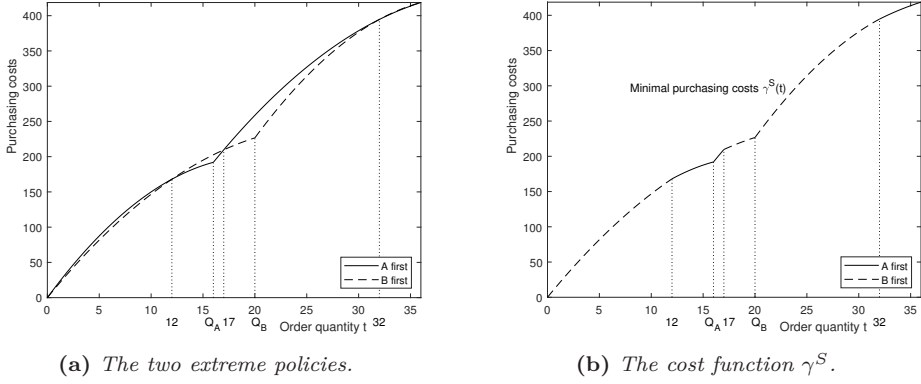 400
350
300
250
200
150
100
50
0
Purchasing costs
0 5 10 15 20 25 30 35
12 Q_A 17 Q_B Order quantity t 32
A first
B first
(a) The two extreme policies.
400
350
300
250
200
150
100
50
0
Purchasing costs
Minimal purchasing costs γ^S(t)
0 5 10 15 20 25 30 35
12 Q_A 17 Q_B Order quantity t 32
A first
B first
(b) The cost function γ^S.